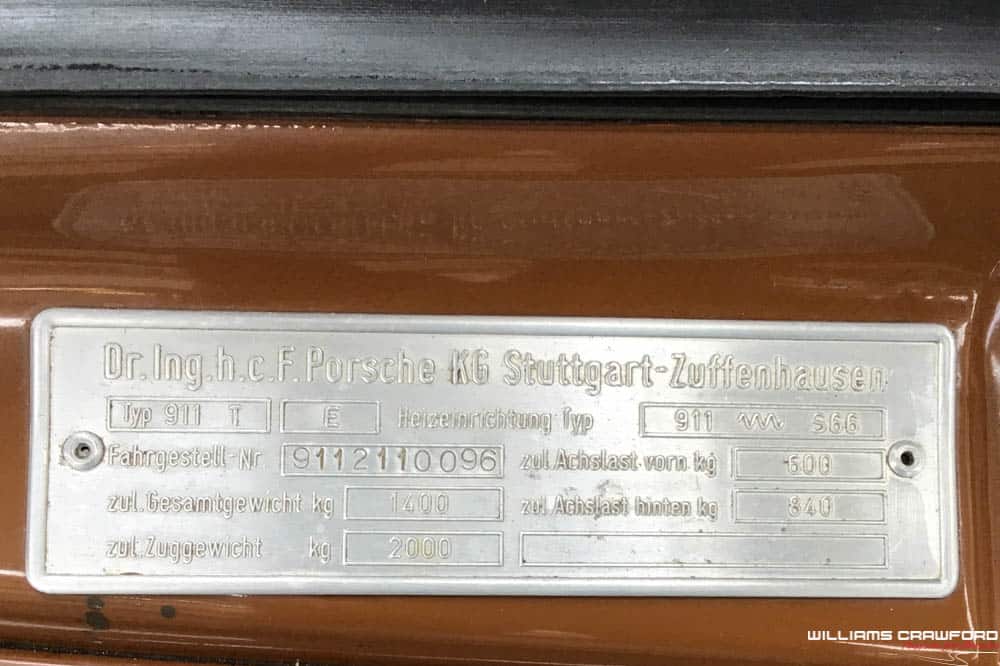 Dr. Ing. h.c. F. Porsche KG Stuttgart-Zuffenhausen
Typ 911 T E Heizeinrichtung Typ 911 S66
Fahrgestell-Nr 9112110096 zul. Achslast vorn kg 600
zul. Gesamtgewicht kg 1400 zul. Achslast hinten kg 840
zul. Zuggewicht kg 2000
WILLIAMS CRAWFORD